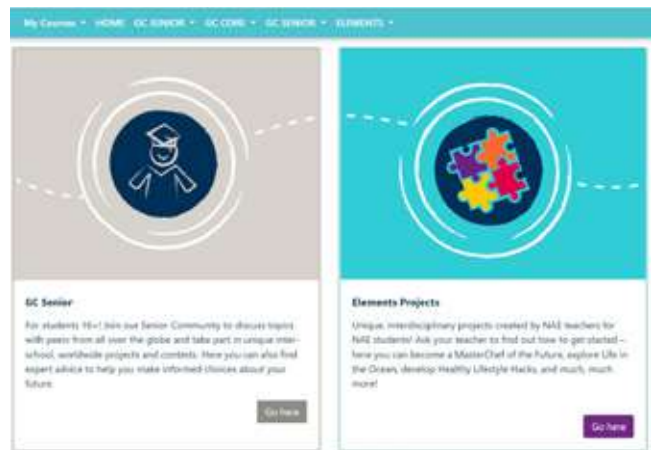 My Courses HOME GC JUNIOR GC CORE GC SENIOR ELEMENTS
GC Senior
For students 16+! Join our Senior Community to discuss topics
with peers from all over the globe and take part in unique inter-
school, worldwide projects and contests. Here you can also find
expert advice to help you make informed choices about your
future.
Go here
Elements Projects
Unique, interdisciplinary projects created by NAE teachers for
NAE students! Ask your teacher to find out how to get started –
here you can become a MasterChef of the Future, explore Life in
the Ocean, develop Healthy Lifestyle Hacks, and much, much
more!
Go here